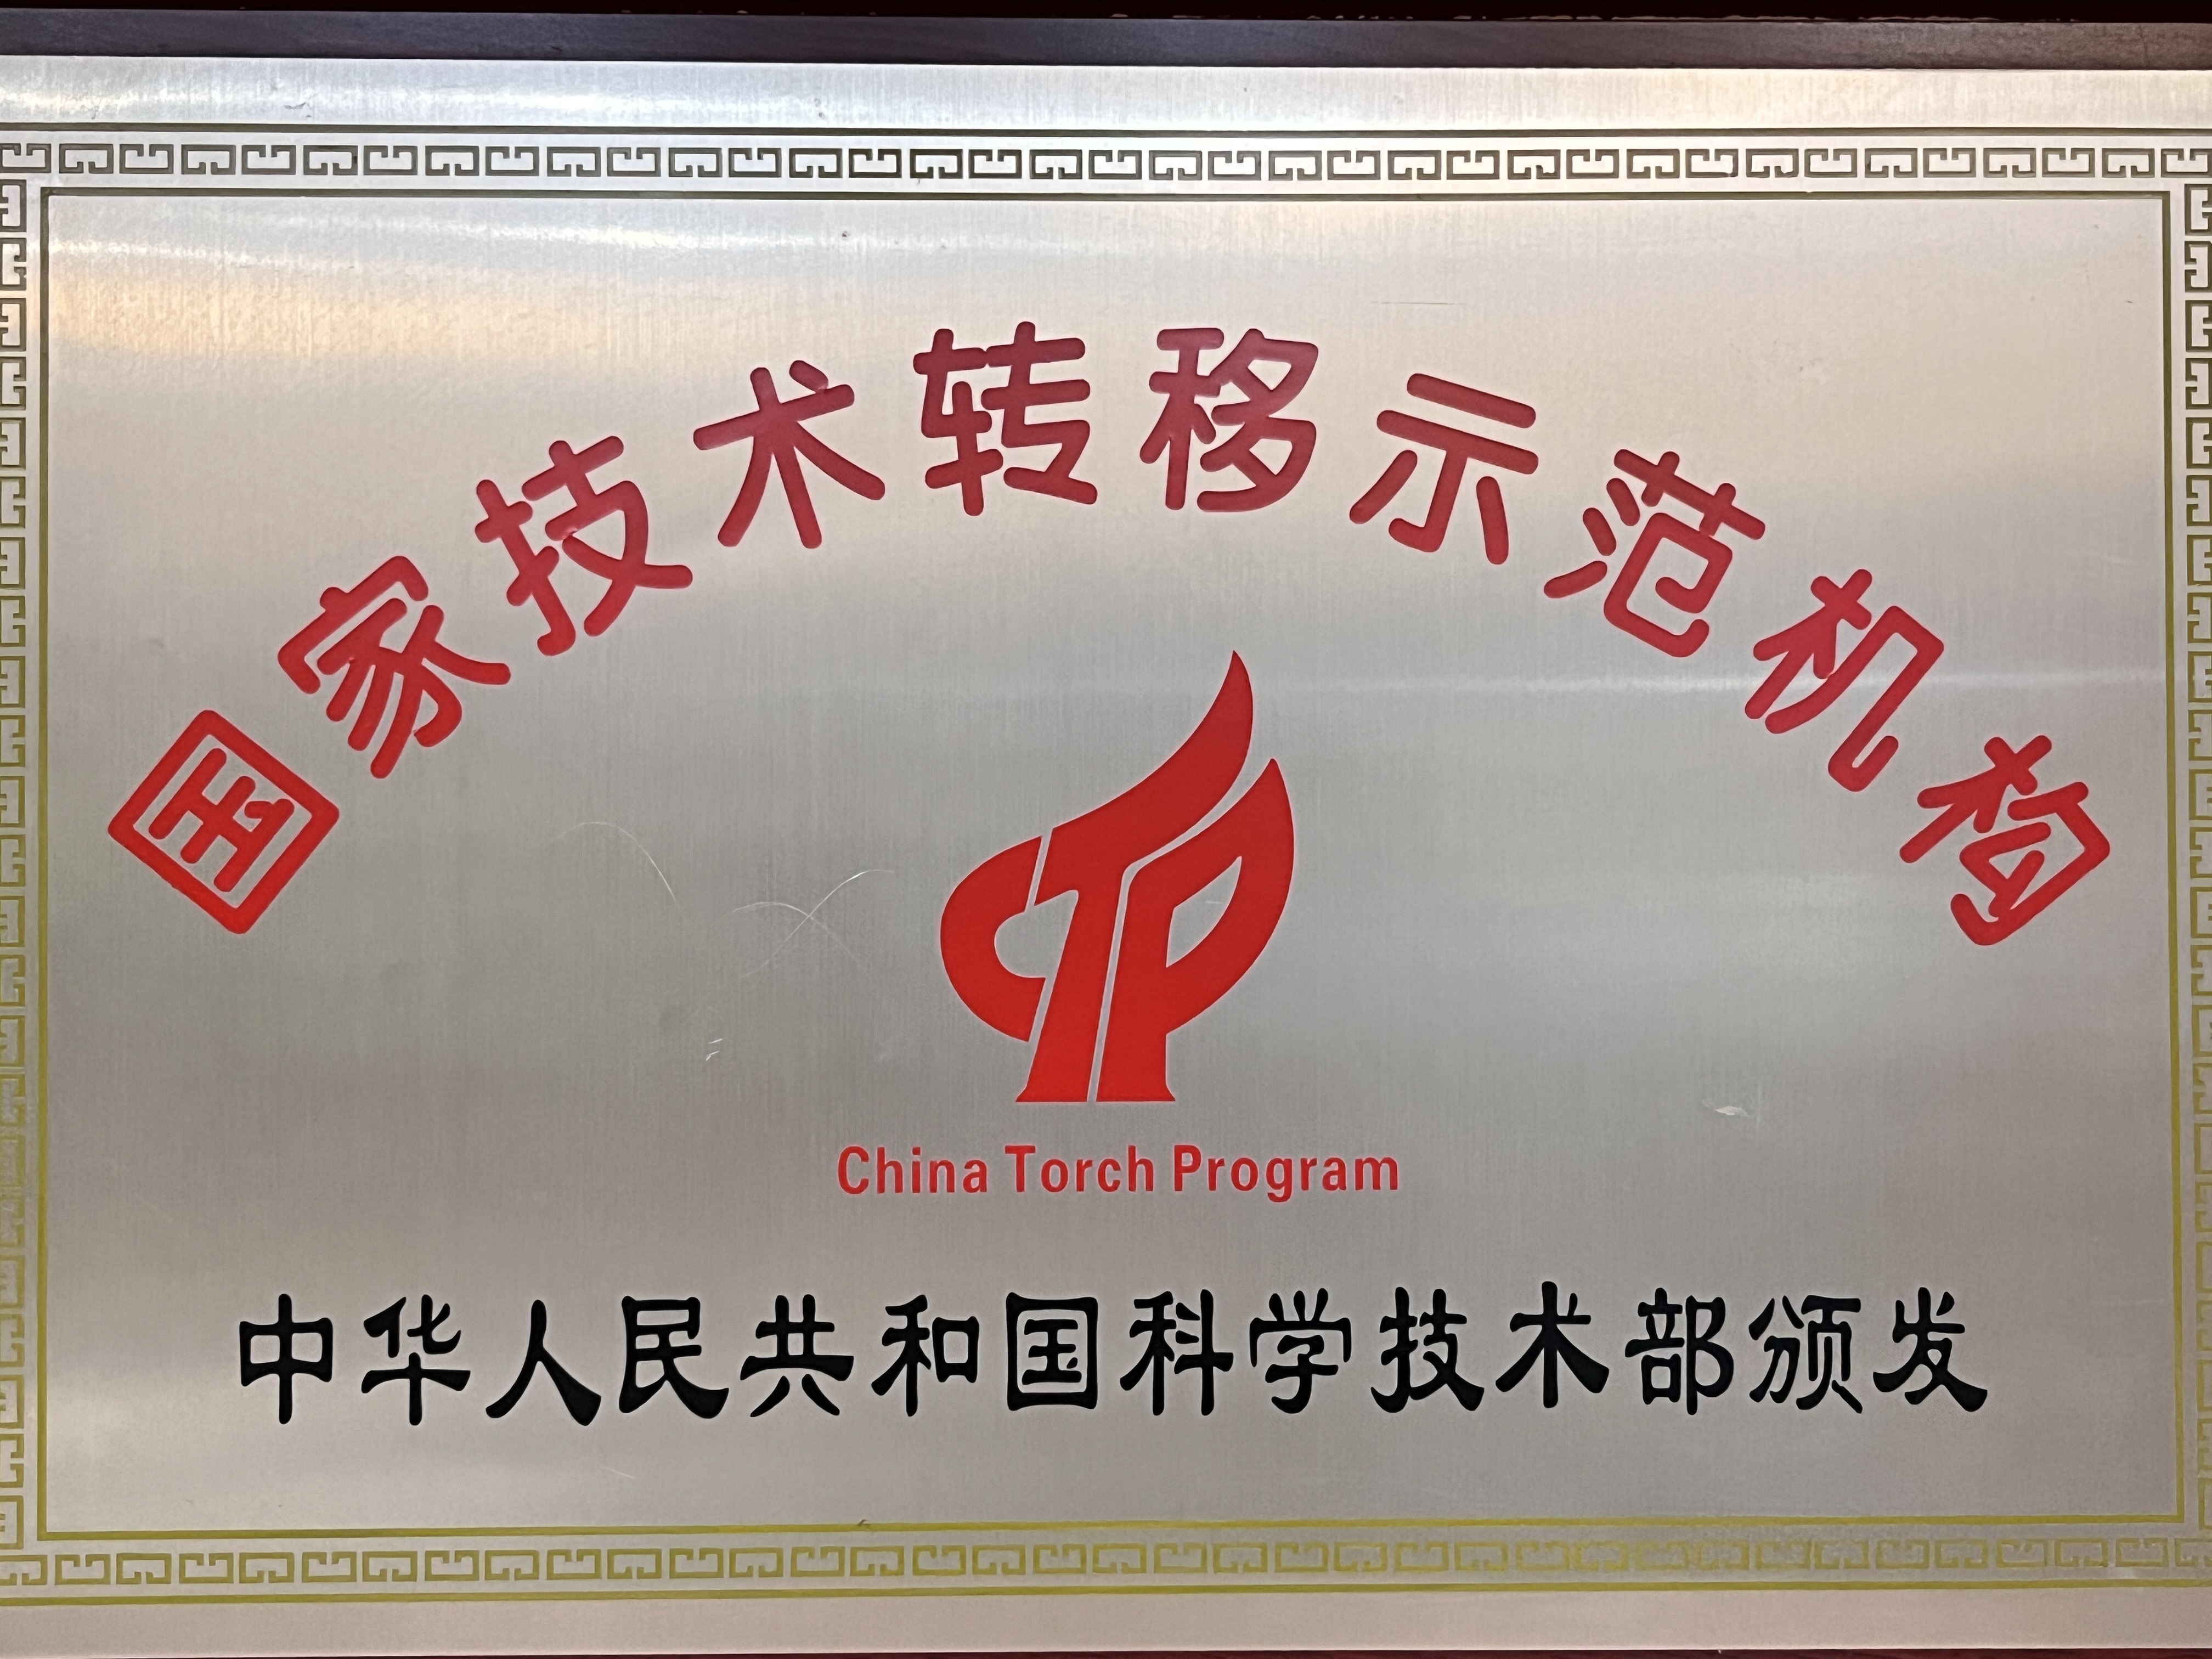 国家技术转移示范机构
CTP
China Torch Program
中华人民共和国科学技术部颁发